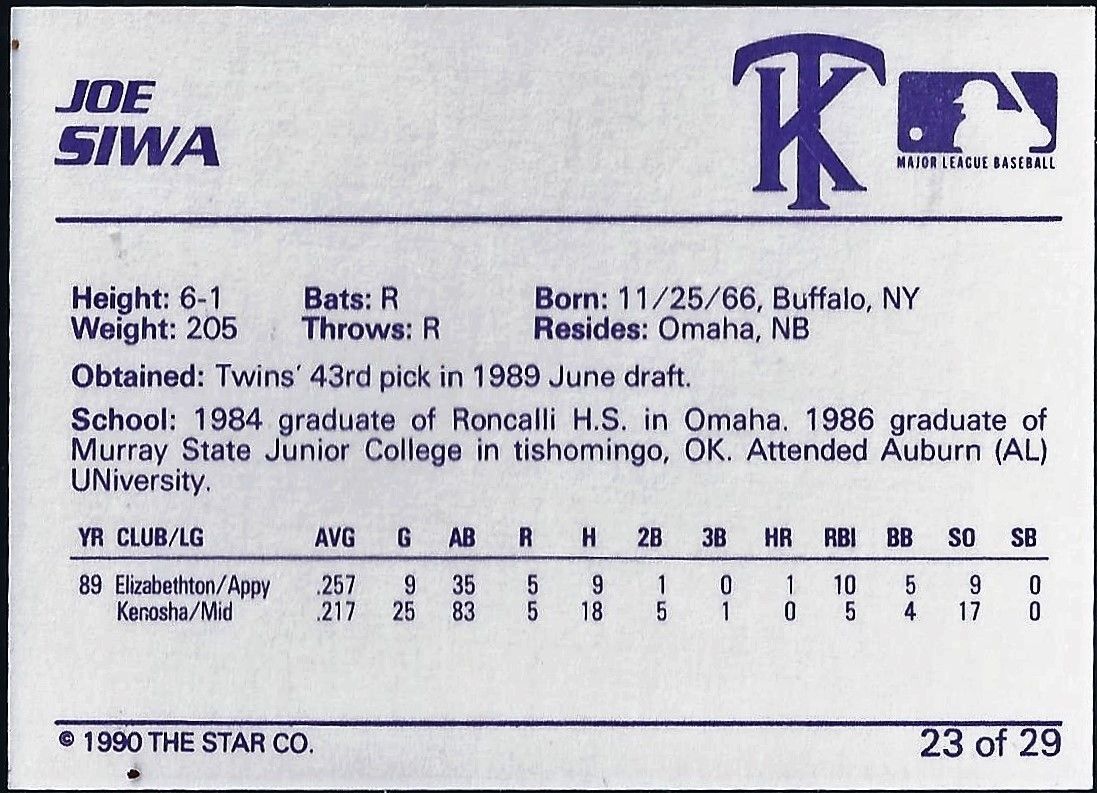 JOE
SIWA
TK
MAJOR LEAGUE BASEBALL
Height: 6-1 Bats: R Born: 11/25/66, Buffalo, NY
Weight: 205 Throws: R Resides: Omaha, NB
Obtained: Twins' 43rd pick in 1989 June draft.
School: 1984 graduate of Roncalli H.S. in Omaha. 1986 graduate of
Murray State Junior College in tishomingo, OK. Attended Auburn (AL)
UNiversity.
YR CLUB/LG AVG G AB R H 2B 3B HR RBI BB SO SB
89 Elizabethton/Appy .257 9 35 5 9 1 0 1 10 5 9 0
Kenosha/Mid .217 25 83 5 18 5 1 0 5 4 17 0
© 1990 THE STAR CO. 23 of 29